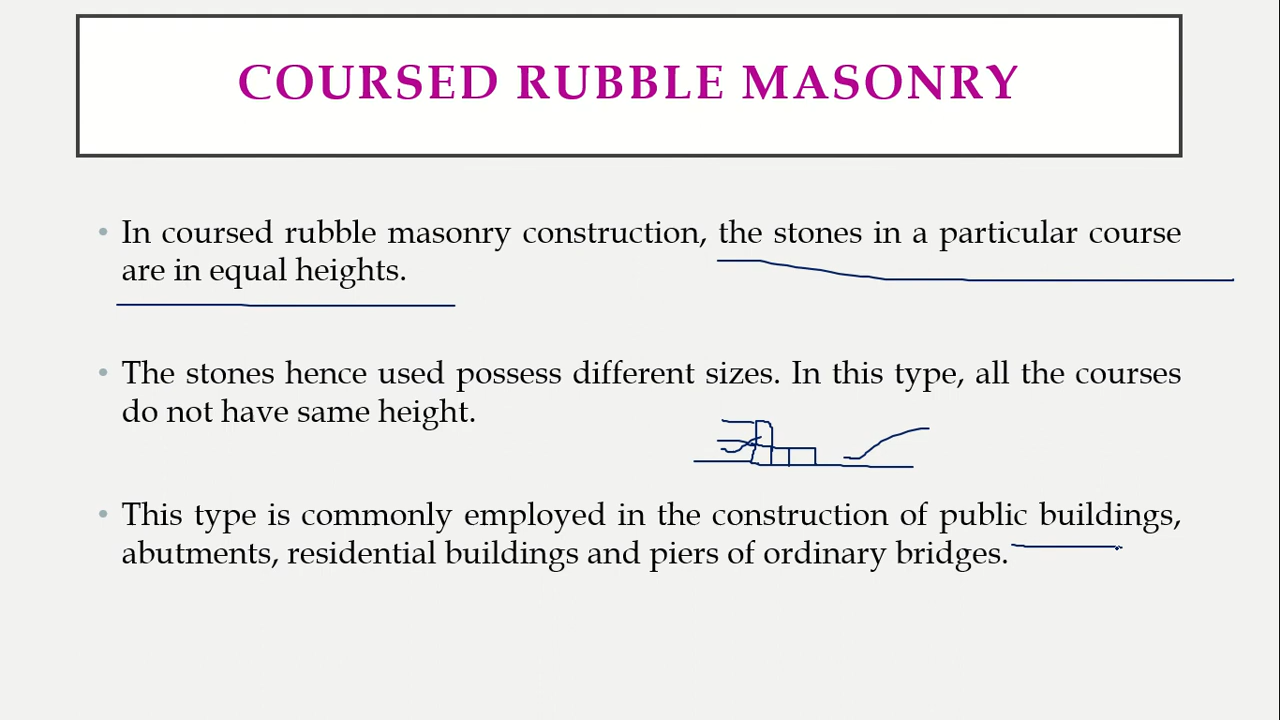 COURSED RUBBLE MASONRY
• In coursed rubble masonry construction, the stones in a particular course
are in equal heights.
• The stones hence used possess different sizes. In this type, all the courses
do not have same height.
• This type is commonly employed in the construction of public buildings,
abutments, residential buildings and piers of ordinary bridges.